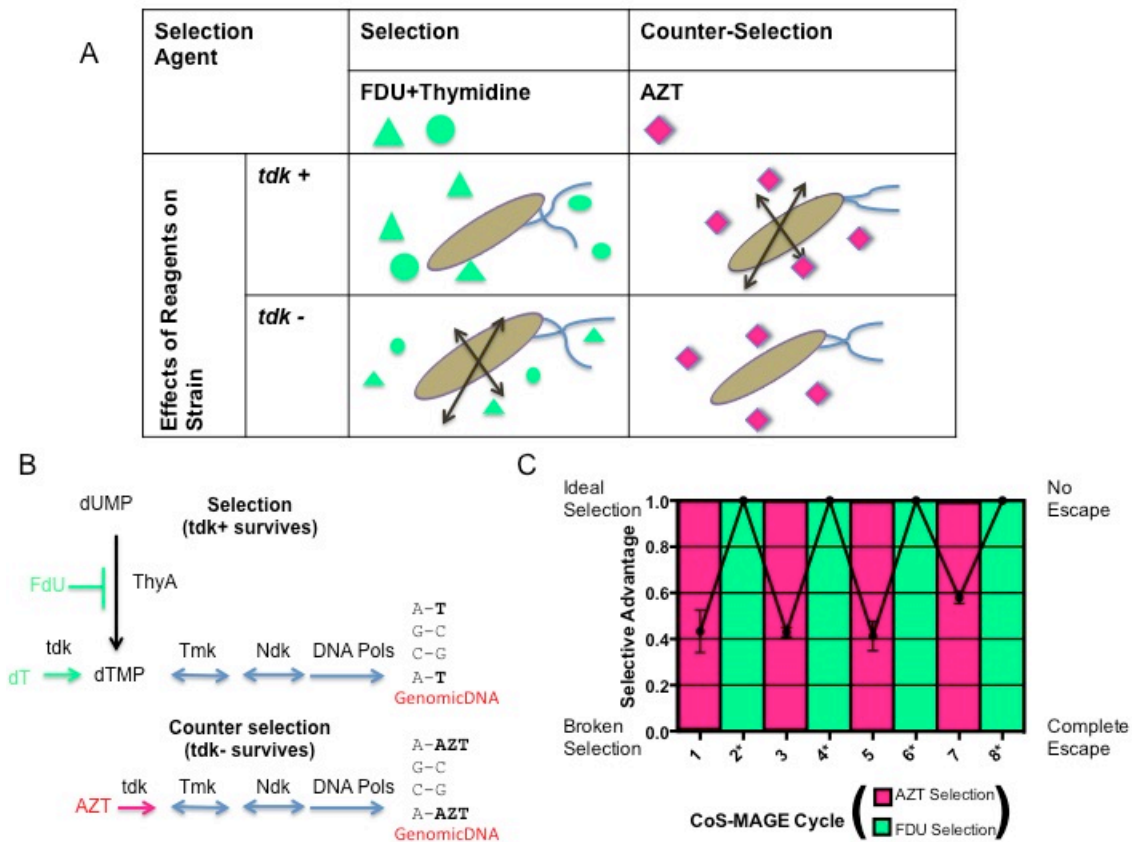 A
Selection Agent
Selection
Counter-Selection
FDU+Thymidine
AZT
Effects of Reagents on Strain
tdk +
tdk -
B
dUMP
Selection
(tdk+ survives)
FdU
ThyA
tdk
dT
dTMP
Tmk
Ndk
DNA Pols
A-T
G-C
C-G
A-T
GenomicDNA
Counter selection
(tdk- survives)
AZT
tdk
Tmk
Ndk
DNA Pols
A-AZT
G-C
C-G
A-AZT
GenomicDNA
C
Ideal Selection
No Escape
Selective Advantage
1.0
0.8
0.6
0.4
0.2
0.0
Broken Selection
Complete Escape
1 2* 3 4* 5 6* 7 8*
CoS-MAGE Cycle
( AZT Selection
FDU Selection )